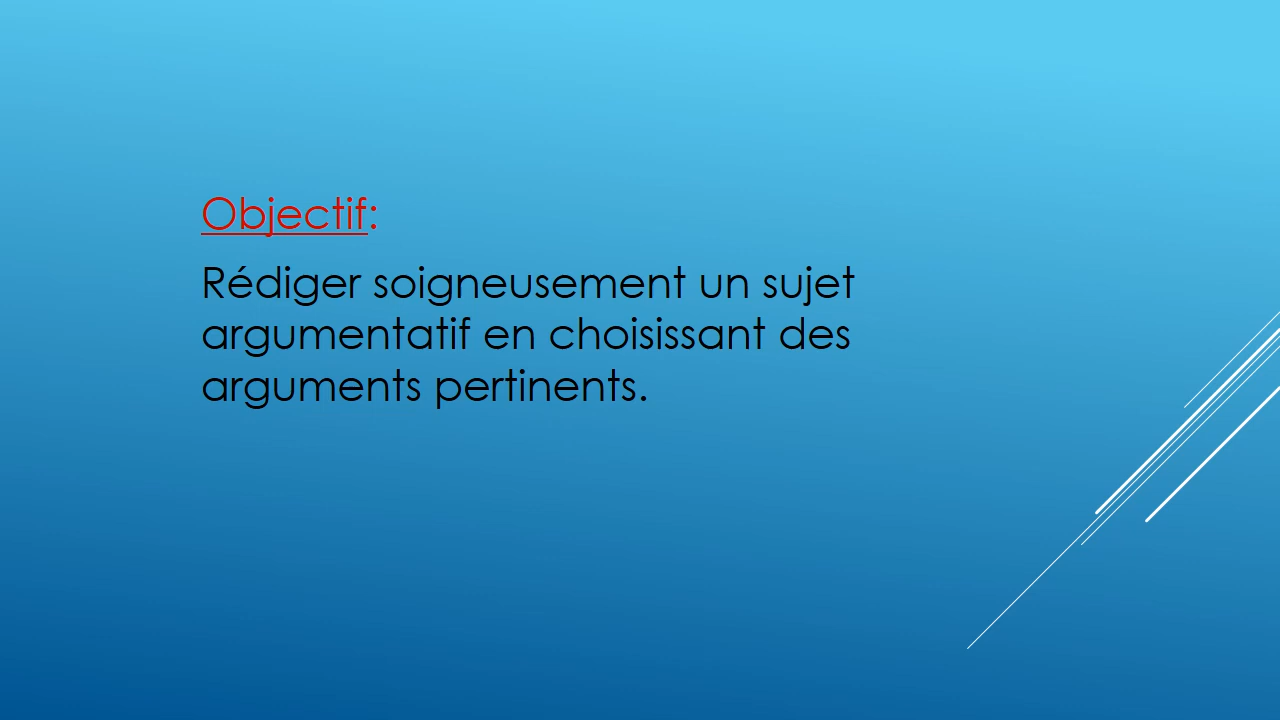 Objectif:
Rédiger soigneusement un sujet
argumentatif en choisissant des
arguments pertinents.